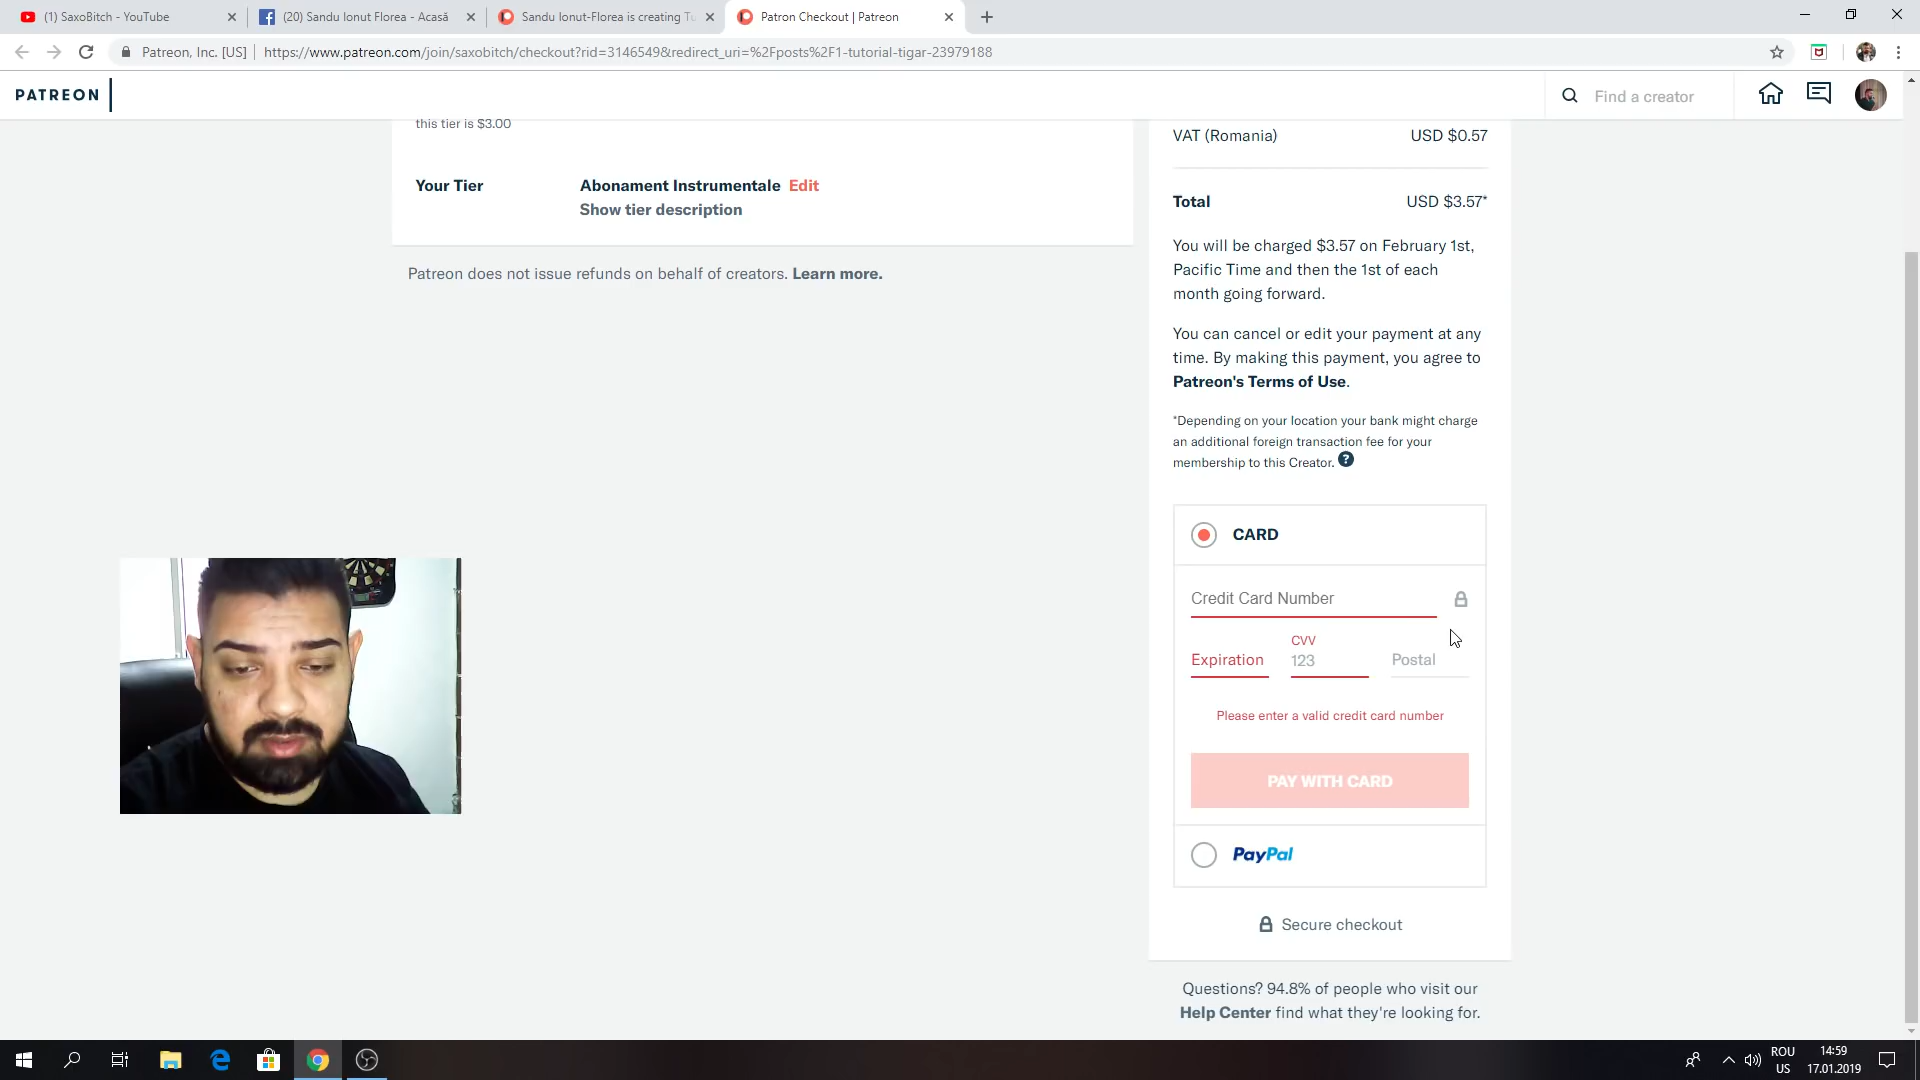 (1) SaxoBitch - YouTube
(20) Sandu Ionut Florea - Acasă
Sandu Ionut-Florea is creating Tu
Patron Checkout | Patreon
Patreon, Inc. [US]
https://www.patreon.com/join/saxobitch/checkout?rid=3146549&redirect_uri=%2Fposts%2F1-tutorial-tigar-23979188
PATREON
Find a creator
this tier is $3.00
Your Tier
Abonament Instrumentale Edit
Show tier description
Patreon does not issue refunds on behalf of creators. Learn more.
VAT (Romania) USD $0.57
Total USD $3.57*
You will be charged $3.57 on February 1st,
Pacific Time and then the 1st of each
month going forward.
You can cancel or edit your payment at any
time. By making this payment, you agree to
Patreon's Terms of Use.
*Depending on your location your bank might charge
an additional foreign transaction fee for your
membership to this Creator. ?
CARD
Credit Card Number
CVV
Expiration 123 Postal
Please enter a valid credit card number
PAY WITH CARD
PayPal
Secure checkout
Questions? 94.8% of people who visit our
Help Center find what they're looking for.
ROU
US
14:59
17.01.2019